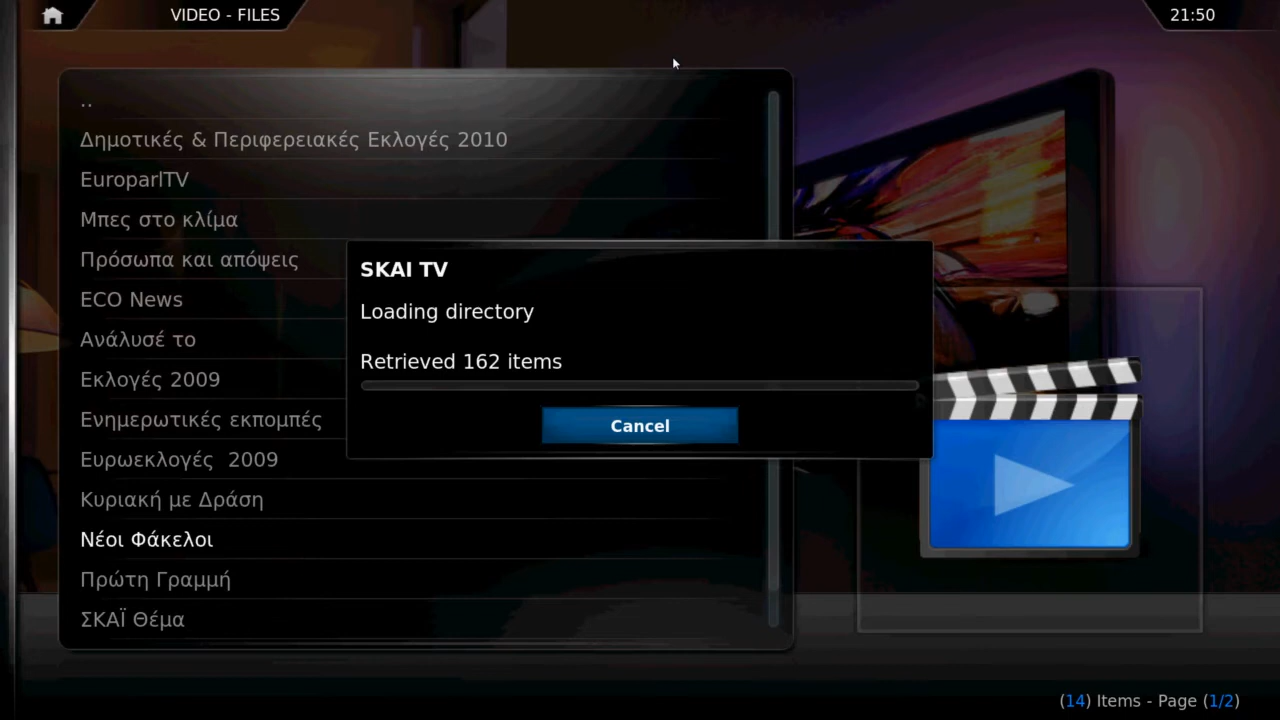 VIDEO - FILES
21:50
..
Δημοτικές & Περιφερειακές Εκλογές 2010
EuroparlTV
Μπες στο κλίμα
Πρόσωπα και απόψεις
ECO News
Ανάλυσέ το
Εκλογές 2009
Ενημερωτικές εκπομπές
Ευρωεκλογές  2009
Κυριακή με Δράση
Νέοι Φάκελοι
Πρώτη Γραμμή
ΣΚΑΪ Θέμα
SKAI TV
Loading directory
Retrieved 162 items
Cancel
(14) Items - Page (1/2)